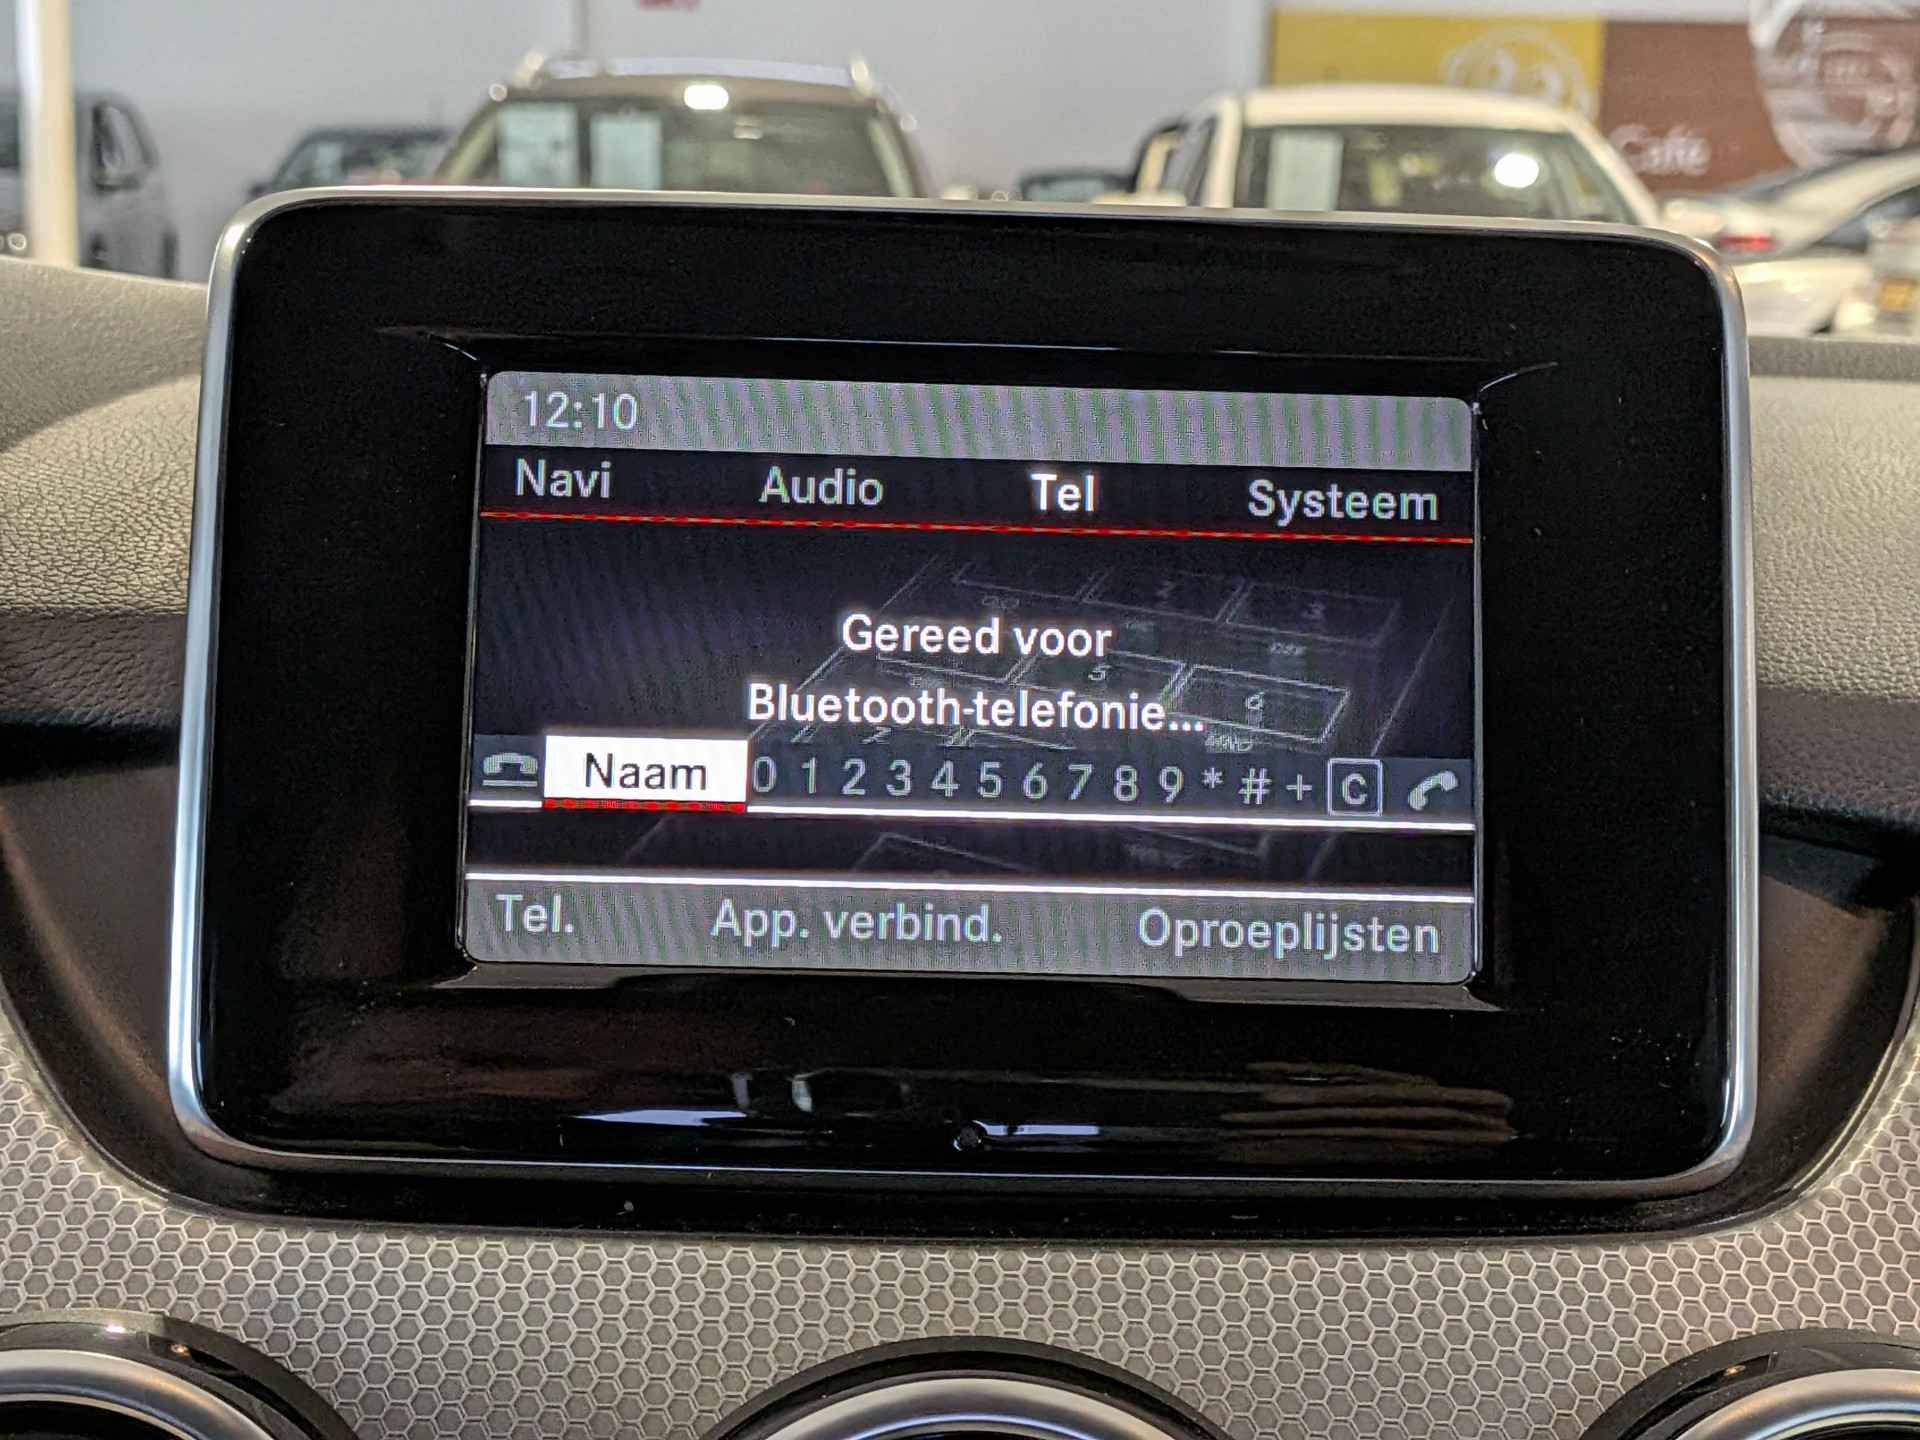 Café
12:10
Navi Audio Tel Systeem
Gereed voor
Bluetooth-telefonie...
Naam 0 1 2 3 4 5 6 7 8 9 * # + C
Tel. App. verbind. Oproeplijsten